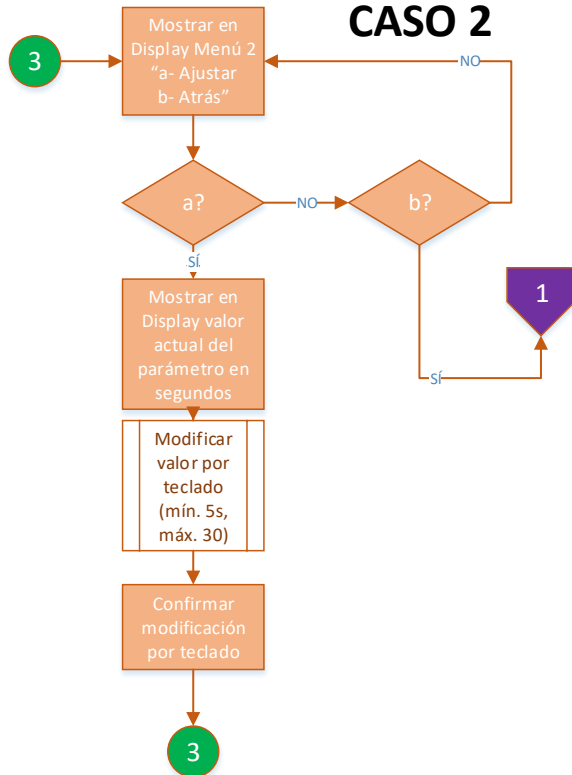 CASO 2
3
Mostrar en
Display Menú 2
“a- Ajustar
b- Atrás”
NO
a?
NO
b?
SÍ
1
SÍ
Mostrar en
Display valor
actual del
parámetro en
segundos
Modificar
valor por
teclado
(mín. 5s,
máx. 30)
Confirmar
modificación
por teclado
3